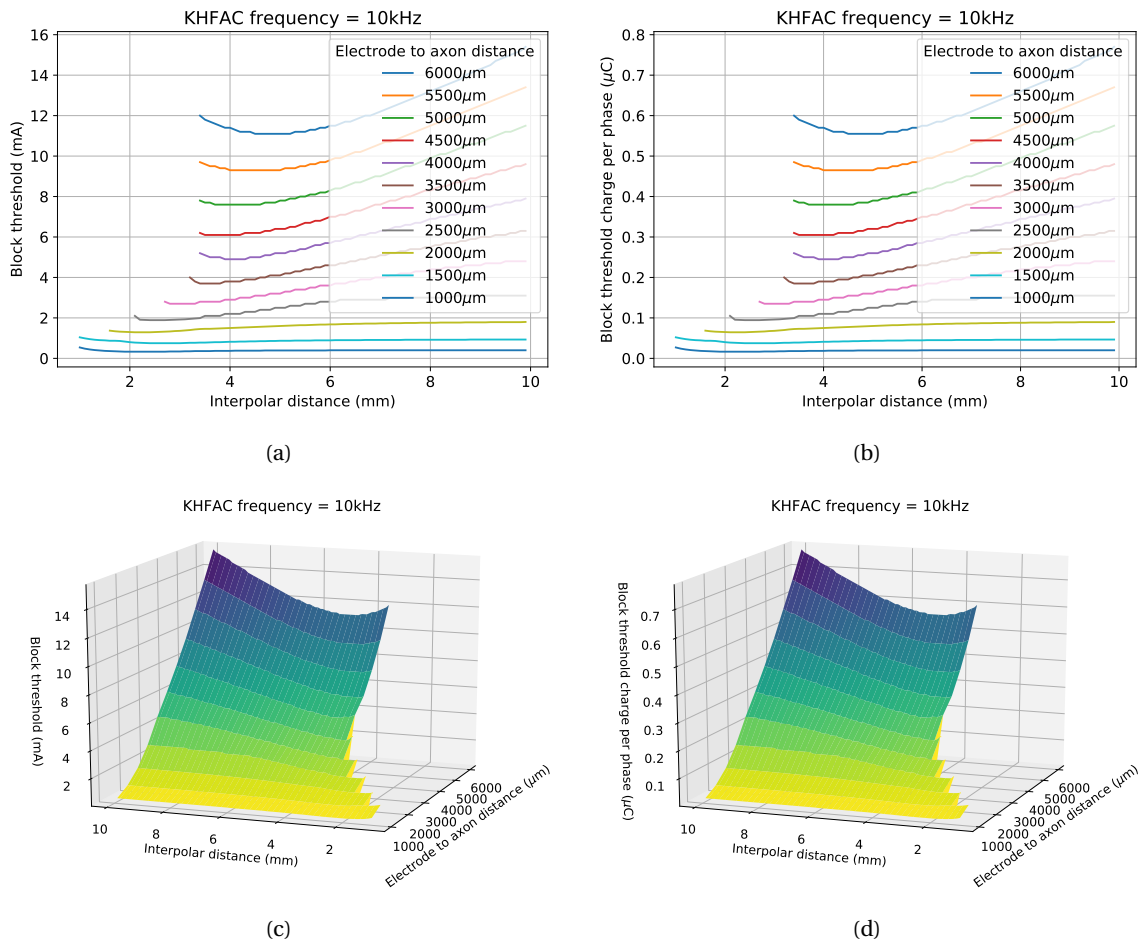 KHFAC frequency = 10kHz
Block threshold (mA)
16
14
12
10
8
6
4
2
0
Electrode to axon distance
6000μm
5500μm
5000μm
4500μm
4000μm
3500μm
3000μm
2500μm
2000μm
1500μm
1000μm
2 4 6 8 10
Interpolar distance (mm)
(a)
KHFAC frequency = 10kHz
Block threshold charge per phase (μC)
0.8
0.7
0.6
0.5
0.4
0.3
0.2
0.1
0.0
Electrode to axon distance
6000μm
5500μm
5000μm
4500μm
4000μm
3500μm
3000μm
2500μm
2000μm
1500μm
1000μm
2 4 6 8 10
Interpolar distance (mm)
(b)
KHFAC frequency = 10kHz
Block threshold (mA)
14
12
10
8
6
4
2
10 8 6 4 2
Interpolar distance (mm)
6000
5000
4000
3000
2000
1000
Electrode to axon distance (μm)
(c)
KHFAC frequency = 10kHz
Block threshold charge per phase (μC)
0.7
0.6
0.5
0.4
0.3
0.2
0.1
10 8 6 4 2
Interpolar distance (mm)
6000
5000
4000
3000
2000
1000
Electrode to axon distance (μm)
(d)